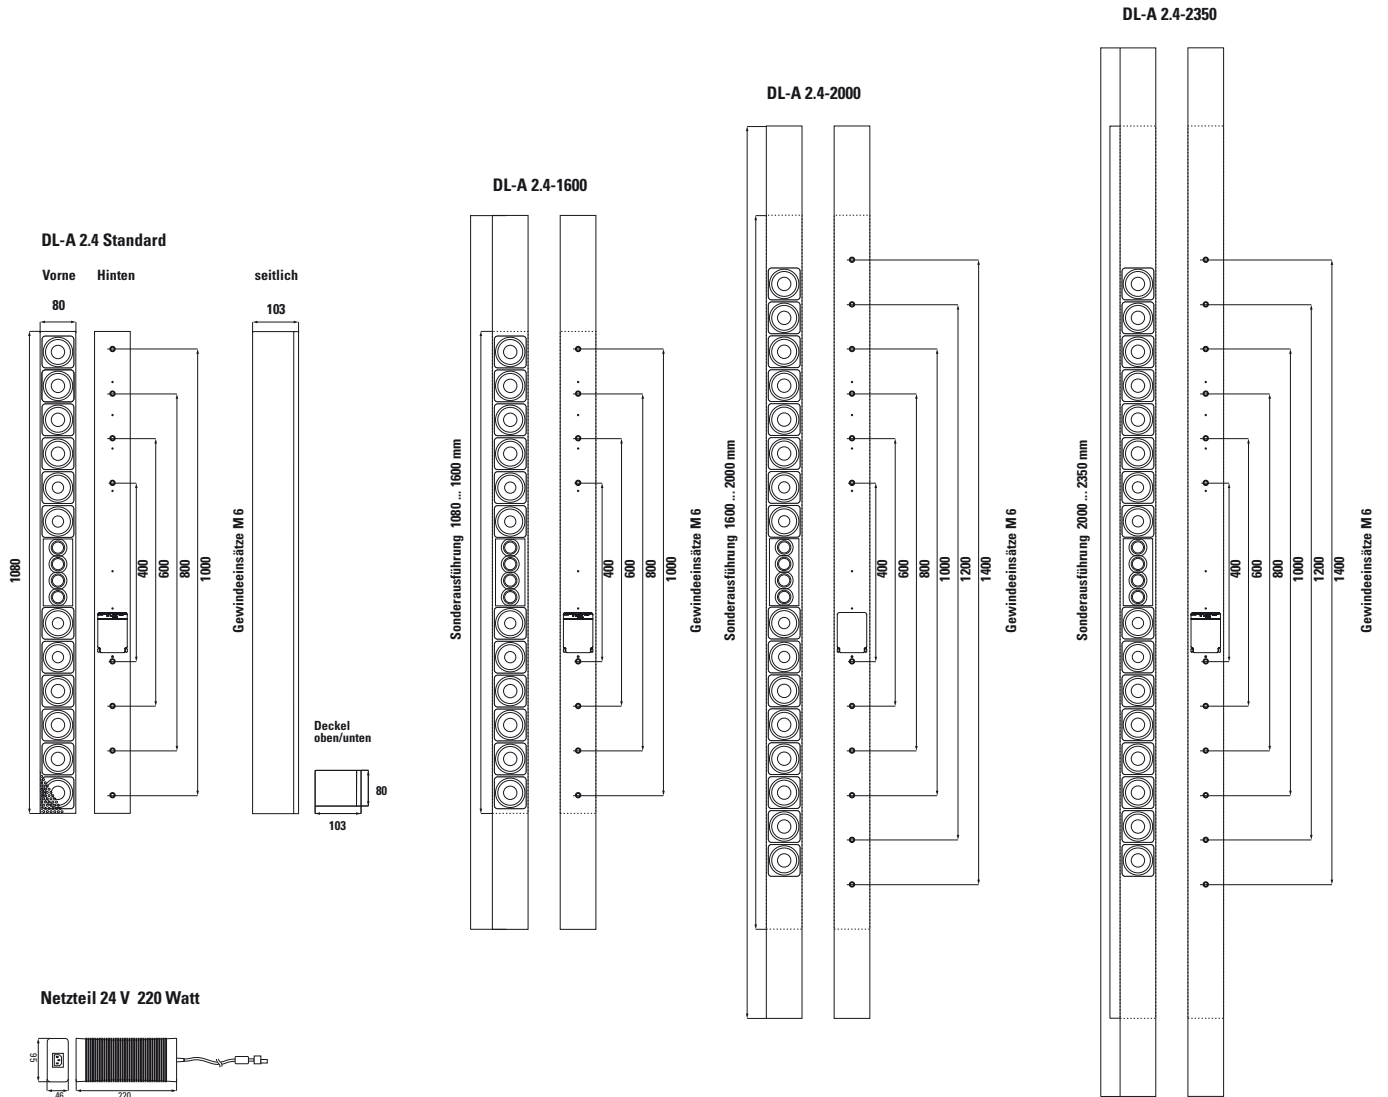 DL-A 2.4-2350
DL-A 2.4-2000
DL-A 2.4-1600
DL-A 2.4 Standard
Vorne Hinten seitlich
80
103
1080
400
600
800
1000
Gewindeeinsätze M 6
Deckel
oben/unten
80
103
Sonderausführung 1080 ... 1600 mm
400
600
800
1000
Gewindeeinsätze M 6
Sonderausführung 1600 ... 2000 mm
400
600
800
1000
1200
1400
Gewindeeinsätze M 6
Sonderausführung 2000 ... 2350 mm
400
600
800
1000
1200
1400
Gewindeeinsätze M 6
Netzteil 24 V 220 Watt
95
46
220